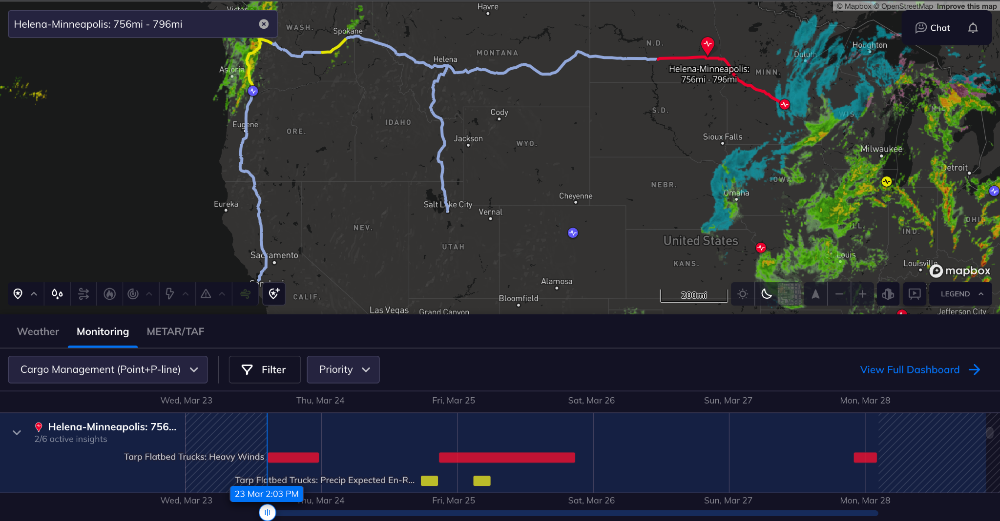 © Mapbox © OpenStreetMap Improve this map
Helena-Minneapolis: 756mi - 796mi
Chat
Havre
WASH.
Spokane
MONTANA
N.D.
Houghton
Duluth
Astoria
Helena
Helena-Minneapolis:
756mi - 796mi
MINN.
Cody
S.D.
WIS.
Eugene
ORE.
IDAHO
Jackson
WYO.
Sioux Falls
Milwaukee
Detroit
NEBR.
IOWA
Omaha
Eureka
Salt Lake City
Cheyenne
Vernal
NEV.
UTAH
United States
ILL.
IND.
Sacramento
KANS.
St. Louis
Louisville
mapbox
CALIF.
Alamosa
Bloomfield
200mi
LEGEND
Las Vegas
Grand Canyon
Jefferson City
Weather Monitoring METAR/TAF
Cargo Management (Point+P-line) Filter Priority View Full Dashboard
Wed, Mar 23 Thu, Mar 24 Fri, Mar 25 Sat, Mar 26 Sun, Mar 27 Mon, Mar 28
Helena-Minneapolis: 756...
2/6 active insights
Tarp Flatbed Trucks: Heavy Winds
Tarp Flatbed Trucks: Precip Expected En-R...
23 Mar 2:03 PM
Wed, Mar 23 Thu, Mar 24 Fri, Mar 25 Sat, Mar 26 Sun, Mar 27 Mon, Mar 28